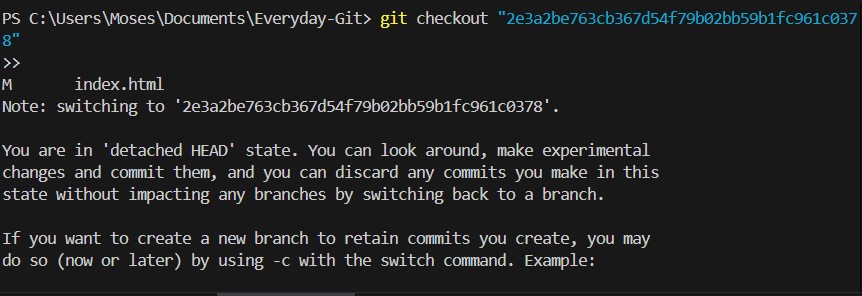 PS C:\Users\Moses\Documents\Everyday-Git> git checkout "2e3a2be763cb367d54f79b02bb59b1fc961c037
8"
>>
M       index.html
Note: switching to '2e3a2be763cb367d54f79b02bb59b1fc961c0378'.

You are in 'detached HEAD' state. You can look around, make experimental
changes and commit them, and you can discard any commits you make in this
state without impacting any branches by switching back to a branch.

If you want to create a new branch to retain commits you create, you may
do so (now or later) by using -c with the switch command. Example: